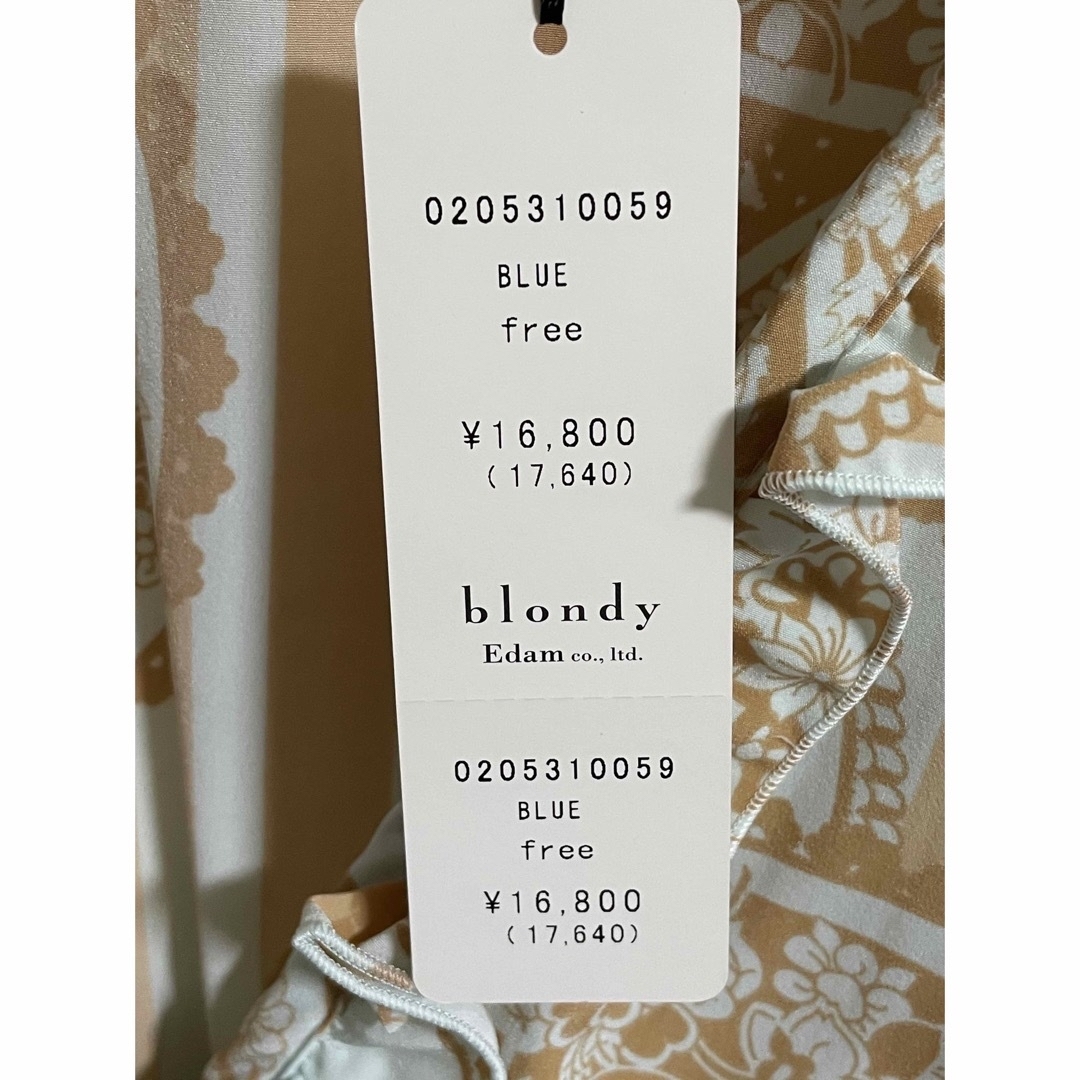 0205310059
BLUE
free
¥16,800
(17,640)
blondy
Edam co., ltd.
0205310059
BLUE
free
¥16,800
(17,640)